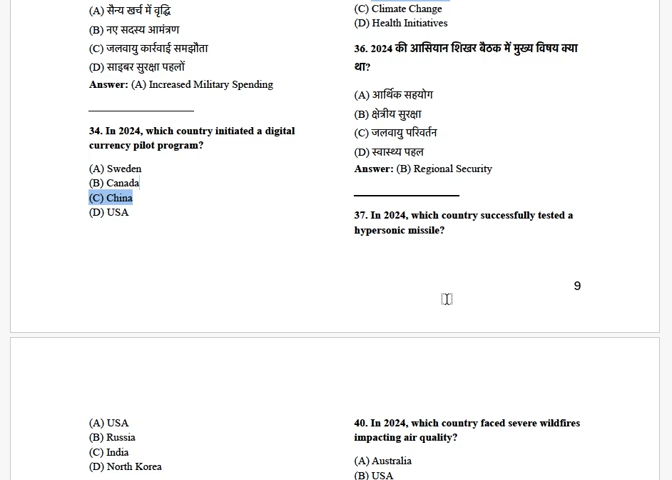 (A) सैन्य खर्च में वृद्धि
(B) नए सदस्य आमंत्रण
(C) जलवायु कार्रवाई समझौता
(D) साइबर सुरक्षा पहलों
Answer: (A) Increased Military Spending
34. In 2024, which country initiated a digital
currency pilot program?
(A) Sweden
(B) Canada
(C) China
(D) USA
(C) Climate Change
(D) Health Initiatives
36. 2024 की आसियान शिखर बैठक में मुख्य विषय क्या
था?
(A) आर्थिक सहयोग
(B) क्षेत्रीय सुरक्षा
(C) जलवायु परिवर्तन
(D) स्वास्थ्य पहल
Answer: (B) Regional Security
37. In 2024, which country successfully tested a
hypersonic missile?
9
(A) USA
(B) Russia
(C) India
(D) North Korea
40. In 2024, which country faced severe wildfires
impacting air quality?
(A) Australia
(B) USA